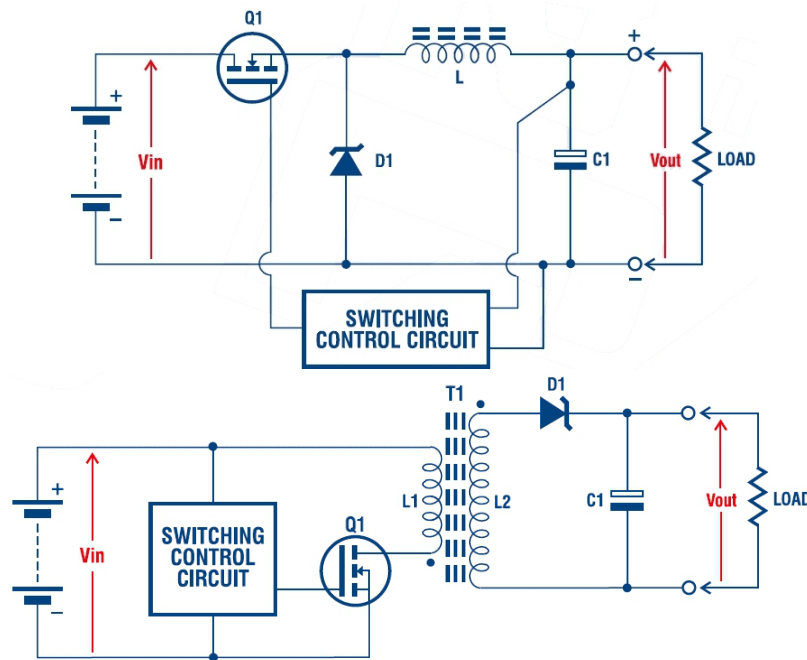 Q1
L
+
+
Vin
−
D1
C1
+
Vout
LOAD
−
SWITCHING
CONTROL CIRCUIT
T1
D1
+
Vin
−
SWITCHING
CONTROL
CIRCUIT
Q1
L1
L2
C1
+
Vout
LOAD